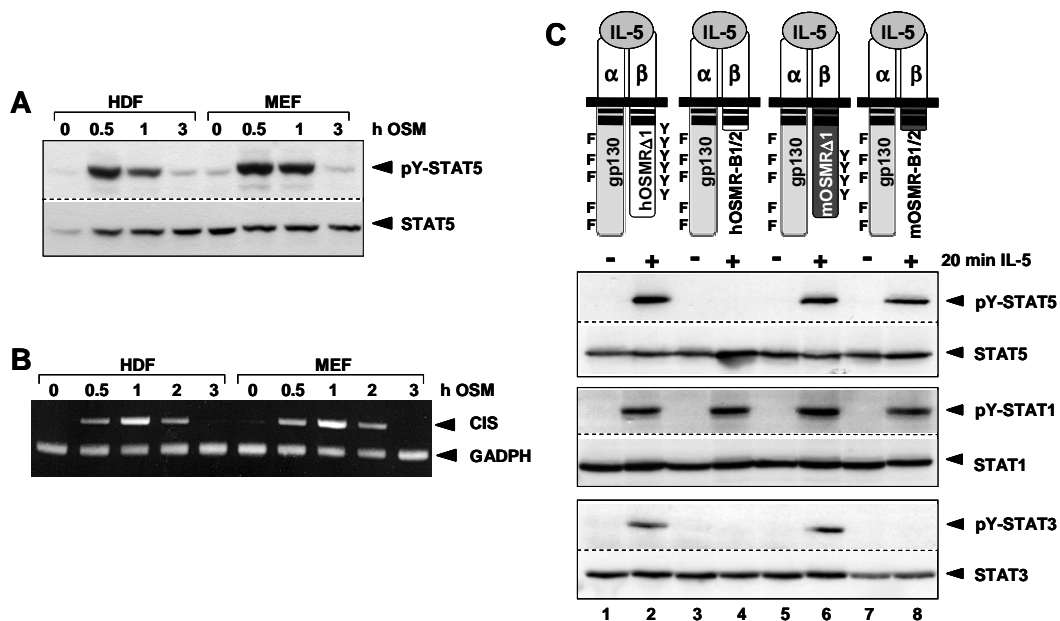 A
HDF MEF
0 0.5 1 3 0 0.5 1 3 h OSM
pY-STAT5
STAT5
B
HDF MEF
0 0.5 1 2 3 0 0.5 1 2 3 h OSM
CIS
GADPH
C
IL-5 IL-5 IL-5 IL-5
α β α β α β α β
F F F F F gp130 hOSMRΔ1 Y Y Y Y Y Y
F F F F F gp130 hOSMR-B1/2
F F F F F gp130 mOSMRΔ1 Y Y Y Y
F F F F F gp130 mOSMR-B1/2
- + - + - + - + 20 min IL-5
pY-STAT5
STAT5
pY-STAT1
STAT1
pY-STAT3
STAT3
1 2 3 4 5 6 7 8